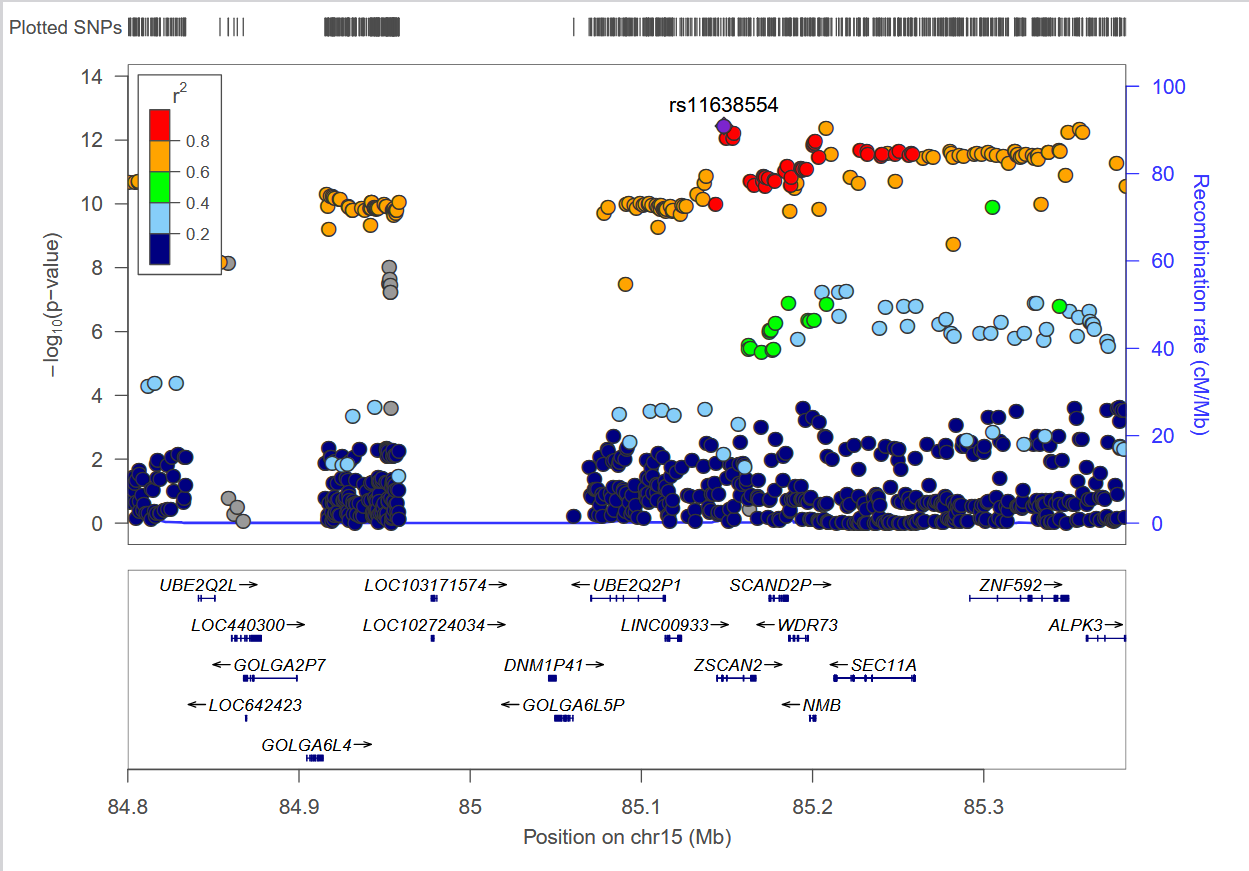 Plotted SNPs
14
12
10
8
6
4
2
0
−log10(p−value)
r2
0.8
0.6
0.4
0.2
rs11638554
100
80
60
40
20
0
Recombination rate (cM/Mb)
UBE2Q2L→ LOC103171574→ ←UBE2Q2P1 SCAND2P→ ZNF592→
LOC440300→ LOC102724034→ LINC00933→ ←WDR73 ALPK3→
←GOLGA2P7 DNM1P41→ ZSCAN2→ ←SEC11A
←LOC642423 ←GOLGA6L5P ←NMB
GOLGA6L4→
84.8 84.9 85 85.1 85.2 85.3
Position on chr15 (Mb)